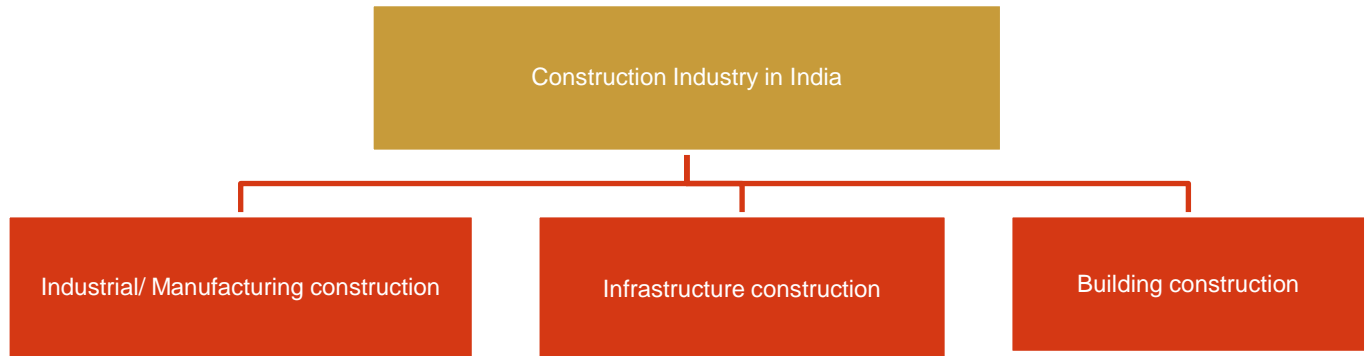 Construction Industry in India
Industrial/ Manufacturing construction
Infrastructure construction
Building construction